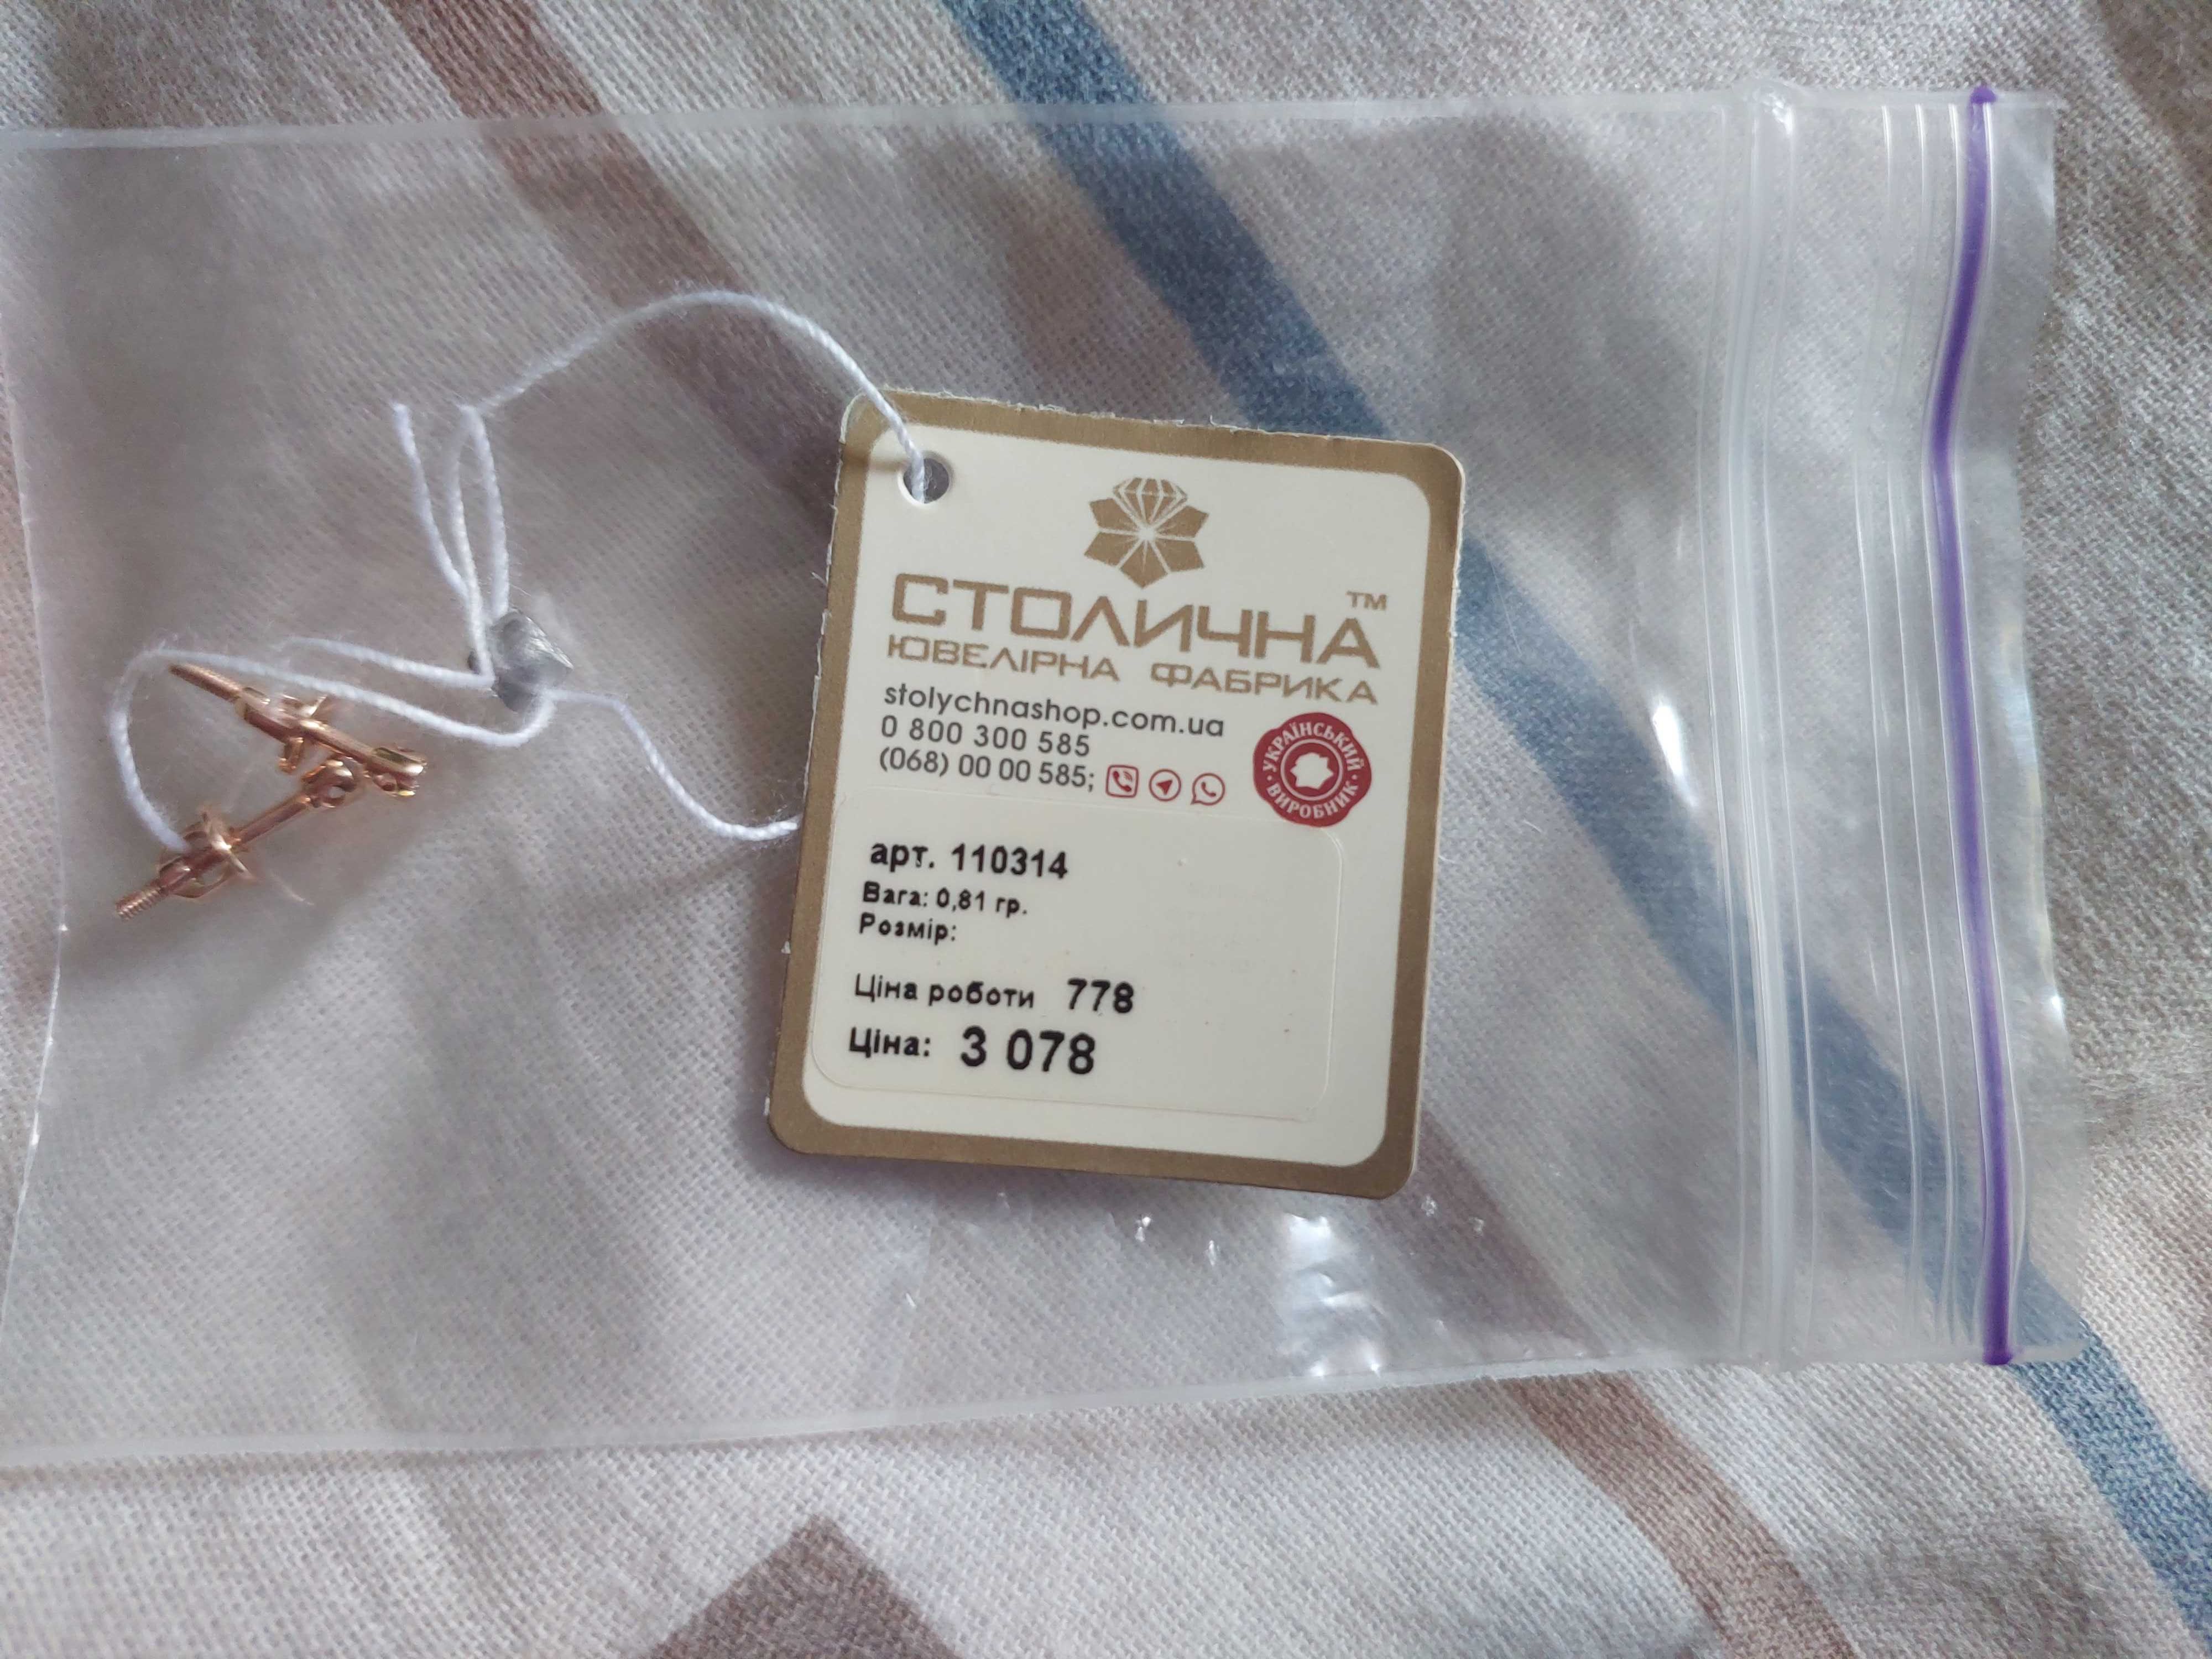 СТОЛИЧНА™
ЮВЕЛІРНА ФАБРИКА
stolychnashop.com.ua
0 800 300 585
(068) 00 00 585;
УКРАЇНСЬКИЙ
ВИРОБНИК
арт. 110314
Вага: 0,81 гр.
Розмір:
Ціна роботи 778
Ціна: 3 078